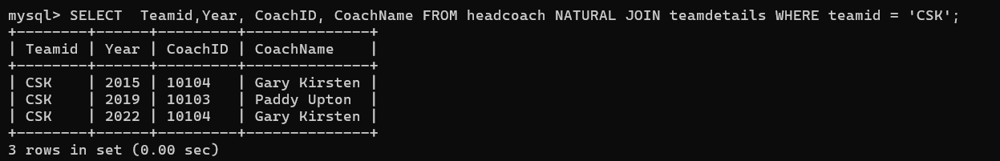 mysql> SELECT  Teamid,Year, CoachID, CoachName FROM headcoach NATURAL JOIN teamdetails WHERE teamid = 'CSK';
+--------+------+---------+--------------+
| Teamid | Year | CoachID | CoachName    |
+--------+------+---------+--------------+
| CSK    | 2015 | 10104   | Gary Kirsten |
| CSK    | 2019 | 10103   | Paddy Upton  |
| CSK    | 2022 | 10104   | Gary Kirsten |
+--------+------+---------+--------------+
3 rows in set (0.00 sec)